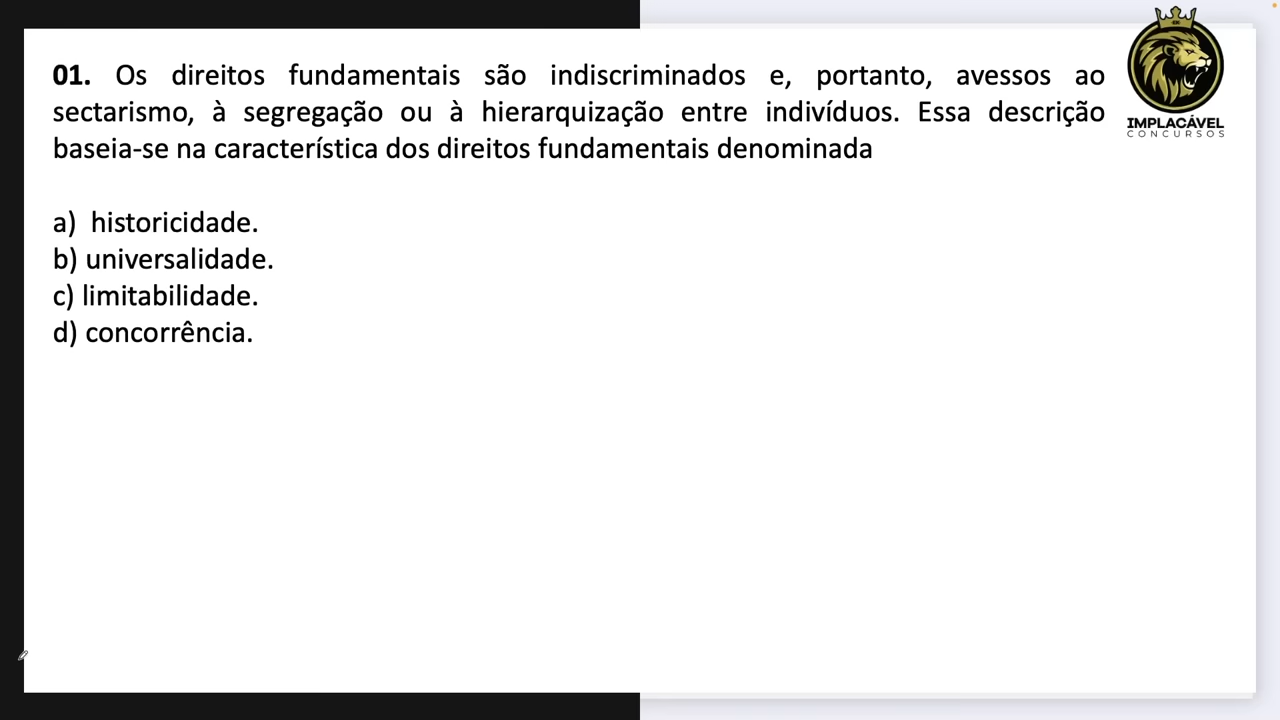 01. Os direitos fundamentais são indiscriminados e, portanto, avessos ao
sectarismo, à segregação ou à hierarquização entre indivíduos. Essa descrição
baseia-se na característica dos direitos fundamentais denominada
a) historicidade.
b) universalidade.
c) limitabilidade.
d) concorrência.
IMPLACÁVEL
CONCURSOS